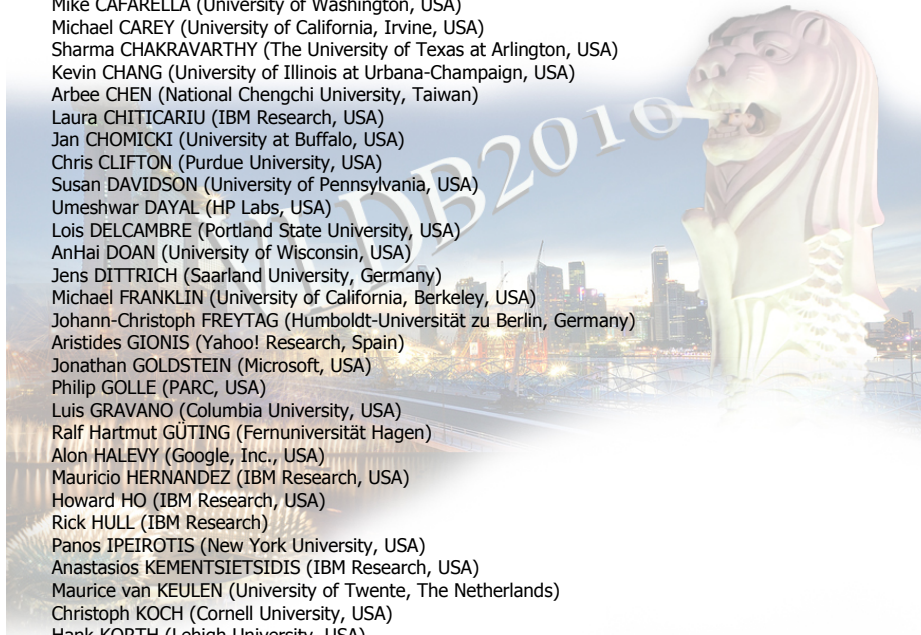 Mike CAFARELLA (University of Washington, USA)
Michael CAREY (University of California, Irvine, USA)
Sharma CHAKRAVARTHY (The University of Texas at Arlington, USA)
Kevin CHANG (University of Illinois at Urbana-Champaign, USA)
Arbee CHEN (National Chengchi University, Taiwan)
Laura CHITICARIU (IBM Research, USA)
Jan CHOMICKI (University at Buffalo, USA)
Chris CLIFTON (Purdue University, USA)
Susan DAVIDSON (University of Pennsylvania, USA)
Umeshwar DAYAL (HP Labs, USA)
Lois DELCAMBRE (Portland State University, USA)
AnHai DOAN (University of Wisconsin, USA)
Jens DITTRICH (Saarland University, Germany)
Michael FRANKLIN (University of California, Berkeley, USA)
Johann-Christoph FREYTAG (Humboldt-Universität zu Berlin, Germany)
Aristides GIONIS (Yahoo! Research, Spain)
Jonathan GOLDSTEIN (Microsoft, USA)
Philip GOLLE (PARC, USA)
Luis GRAVANO (Columbia University, USA)
Ralf Hartmut GÜTING (Fernuniversität Hagen)
Alon HALEVY (Google, Inc., USA)
Mauricio HERNANDEZ (IBM Research, USA)
Howard HO (IBM Research, USA)
Rick HULL (IBM Research)
Panos IPEIROTIS (New York University, USA)
Anastasios KEMENTSIETSIDIS (IBM Research, USA)
Maurice van KEULEN (University of Twente, The Netherlands)
Christoph KOCH (Cornell University, USA)
Hank KORTH (Lehigh University, USA)
VLDB2010